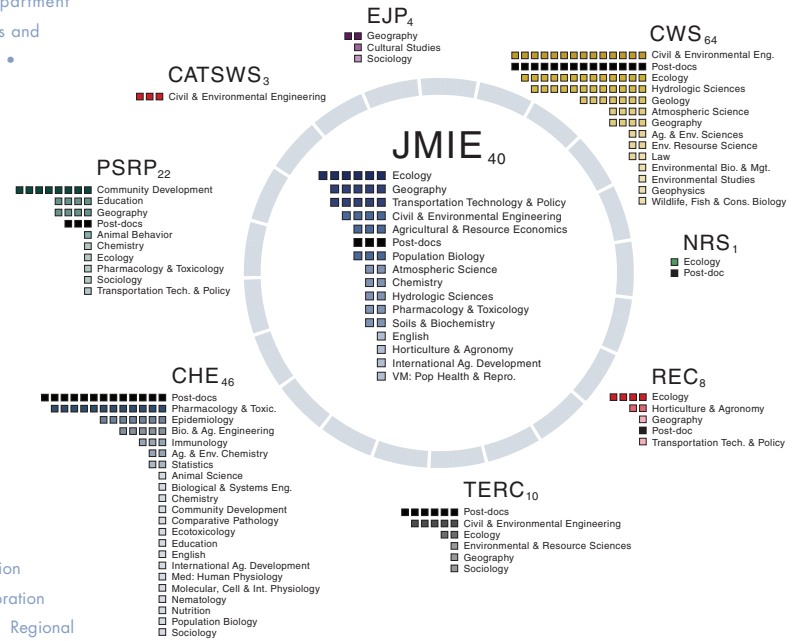 partment
s and
•
EJP4
Geography
Cultural Studies
Sociology
CWS64
Civil & Environmental Eng.
Post-docs
Ecology
Hydrologic Sciences
Geology
Atmospheric Science
Geography
Ag. & Env. Sciences
Env. Resourse Science
Law
Environmental Bio. & Mgt.
Environmental Studies
Geophysics
Wildlife, Fish & Cons. Biology
CATSWS3
Civil & Environmental Engineering
JMIE40
Ecology
Geography
Transportation Technology & Policy
Civil & Environmental Engineering
Agricultural & Resource Economics
Post-docs
Population Biology
Atmospheric Science
Chemistry
Hydrologic Sciences
Pharmacology & Toxicology
Soils & Biochemistry
English
Horticulture & Agronomy
International Ag. Development
VM: Pop Health & Repro.
PSRP22
Community Development
Education
Geography
Post-docs
Animal Behavior
Chemistry
Ecology
Pharmacology & Toxicology
Sociology
Transportation Tech. & Policy
NRS1
Ecology
Post-doc
CHE46
Post-docs
Pharmacology & Toxic.
Epidemiology
Bio. & Ag. Engineering
Immunology
Ag. & Env. Chemistry
Statistics
Animal Science
Biological & Systems Eng.
Chemistry
Community Development
Comparative Pathology
Ecotoxicology
Education
English
International Ag. Development
Med: Human Physiology
Molecular, Cell & Int. Physiology
Nematology
Nutrition
Population Biology
Sociology
REC8
Ecology
Horticulture & Agronomy
Geography
Post-doc
Transportation Tech. & Policy
TERC10
Post-docs
Civil & Environmental Engineering
Ecology
Environmental & Resource Sciences
Geography
Sociology
ion
oration
Regional